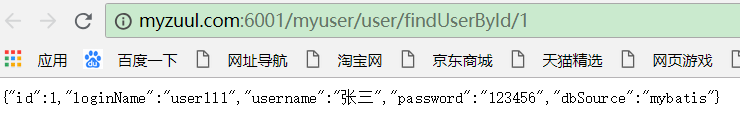 myzuul.com:6001/myuser/user/findUserById/1
应用 百度一下 网址导航 淘宝网 京东商城 天猫精选 网页游戏
{"id":1,"loginName":"user111","username":"张三","password":"123456","dbSource":"mybatis"}